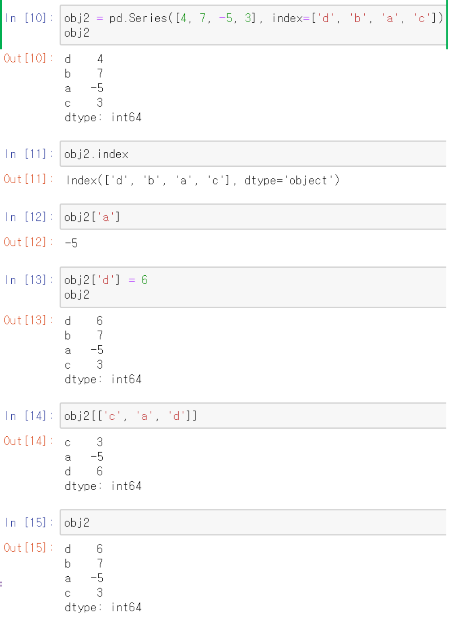 In [10]: obj2 = pd.Series([4, 7, -5, 3], index=['d', 'b', 'a', 'c'])
obj2
Out[10]: d 4
b 7
a -5
c 3
dtype: int64
In [11]: obj2.index
Out[11]: Index(['d', 'b', 'a', 'c'], dtype='object')
In [12]: obj2['a']
Out[12]: -5
In [13]: obj2['d'] = 6
obj2
Out[13]: d 6
b 7
a -5
c 3
dtype: int64
In [14]: obj2[['c', 'a', 'd']]
Out[14]: c 3
a -5
d 6
dtype: int64
In [15]: obj2
Out[15]: d 6
b 7
a -5
c 3
dtype: int64